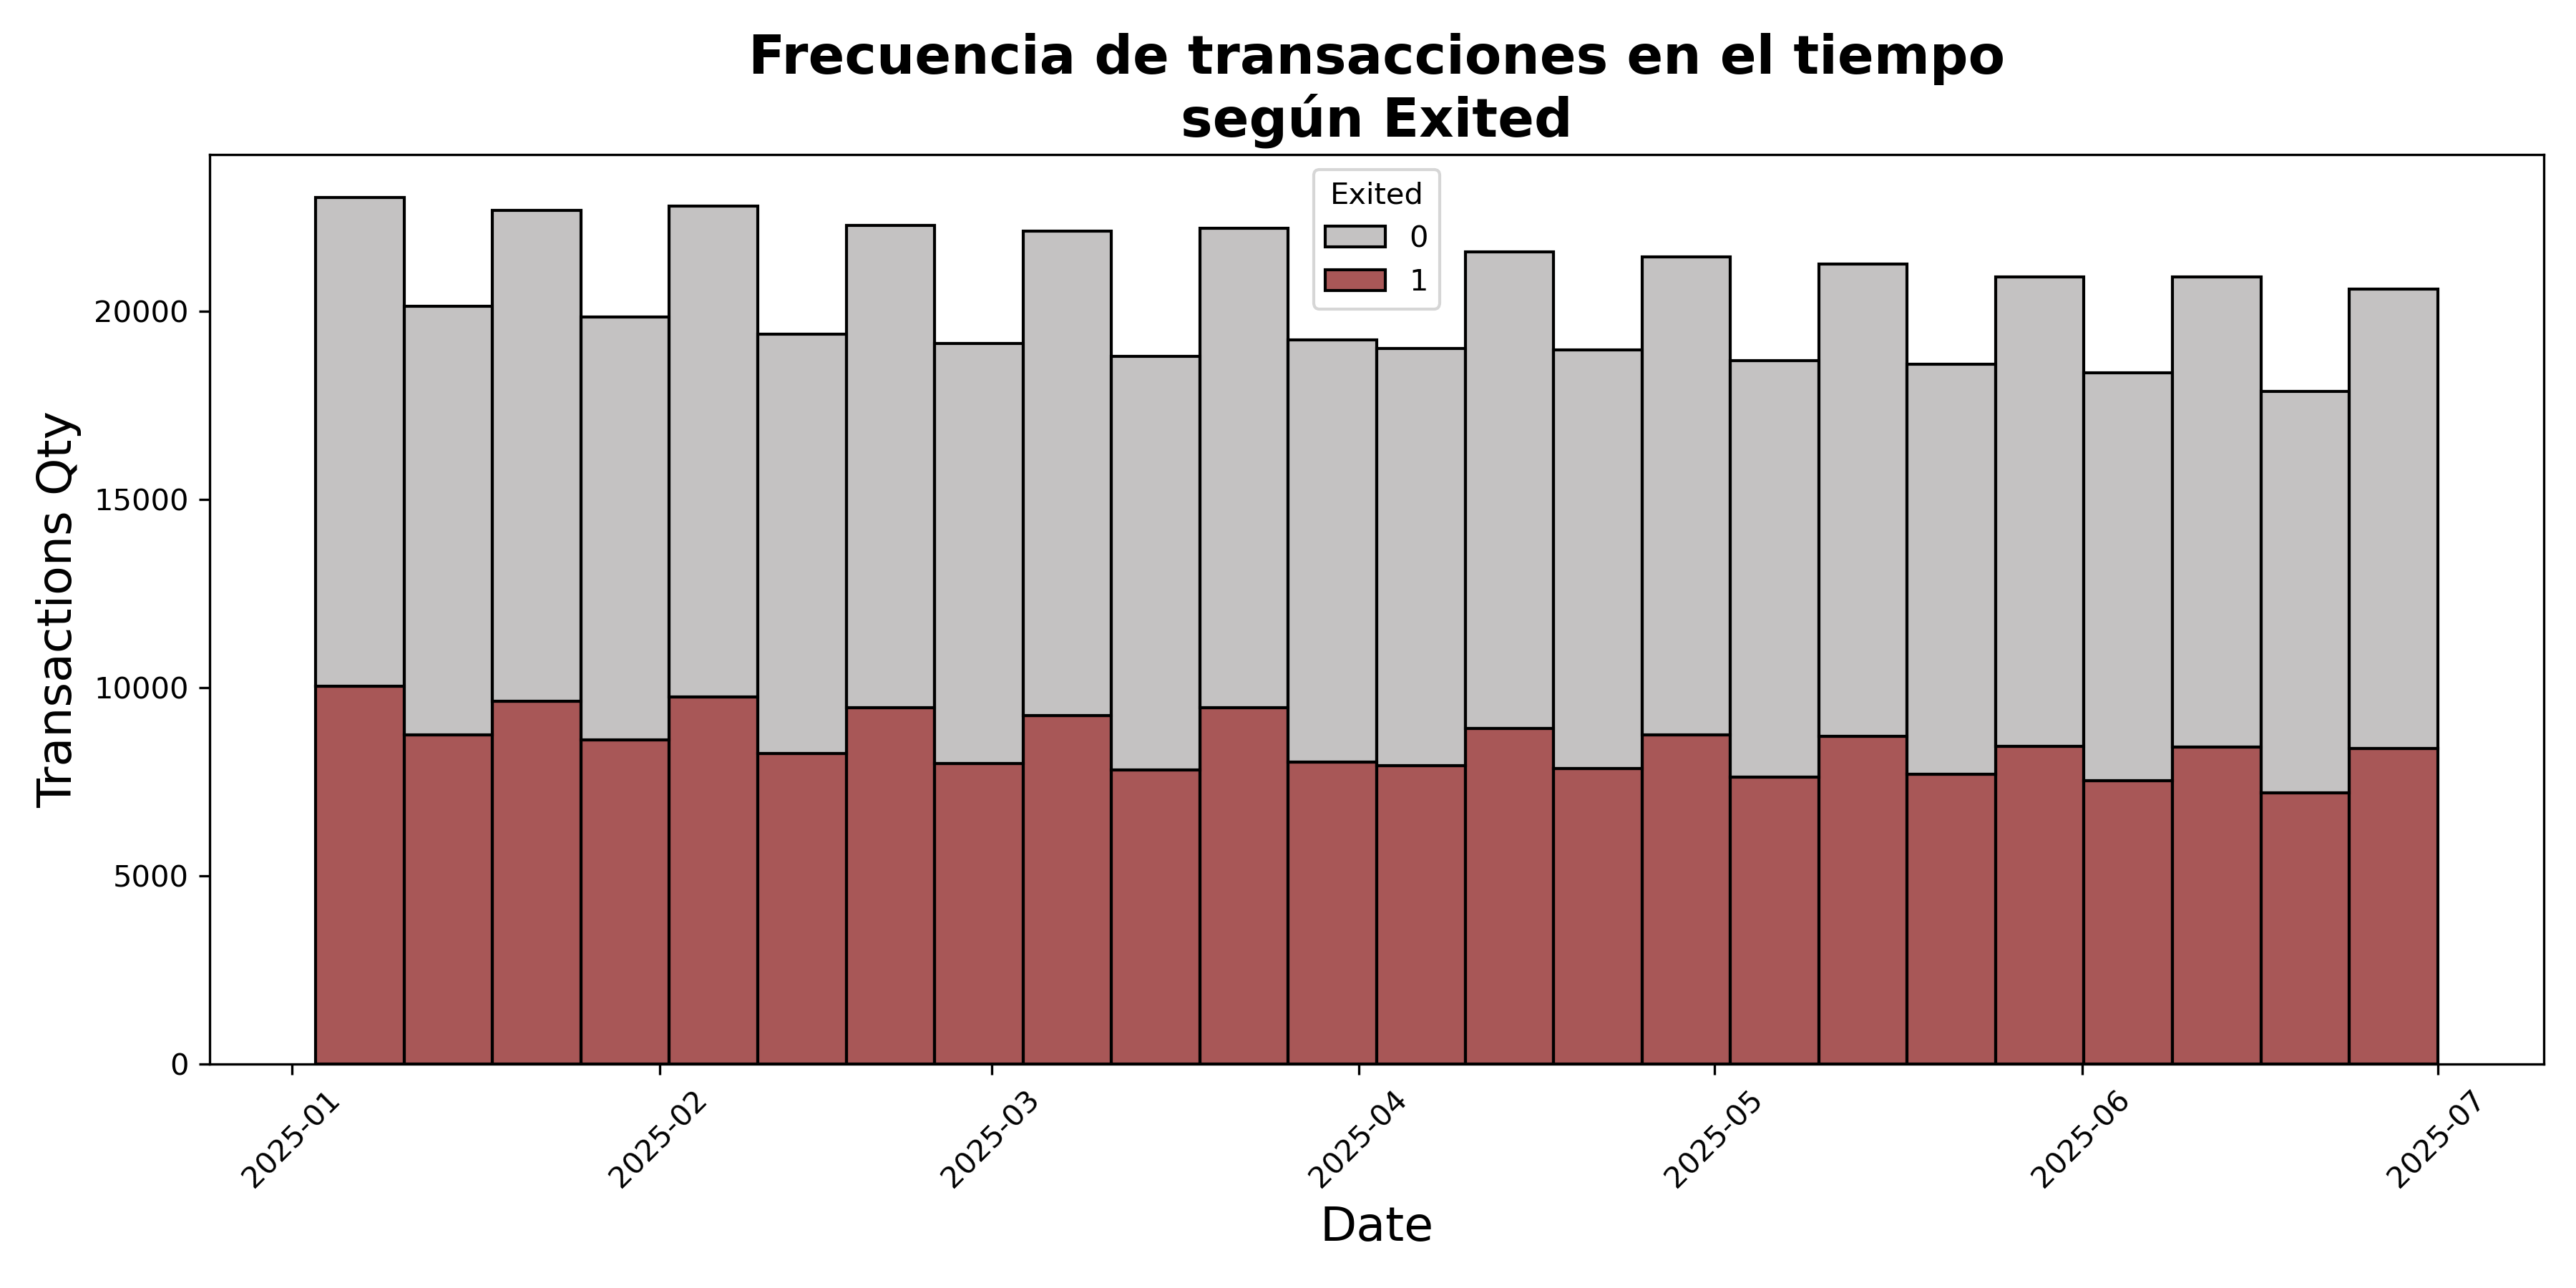 Frecuencia de transacciones en el tiempo
según Exited
Exited
0
1
Transactions Qty
20000
15000
10000
5000
0
2025-01
2025-02
2025-03
2025-04
2025-05
2025-06
2025-07
Date